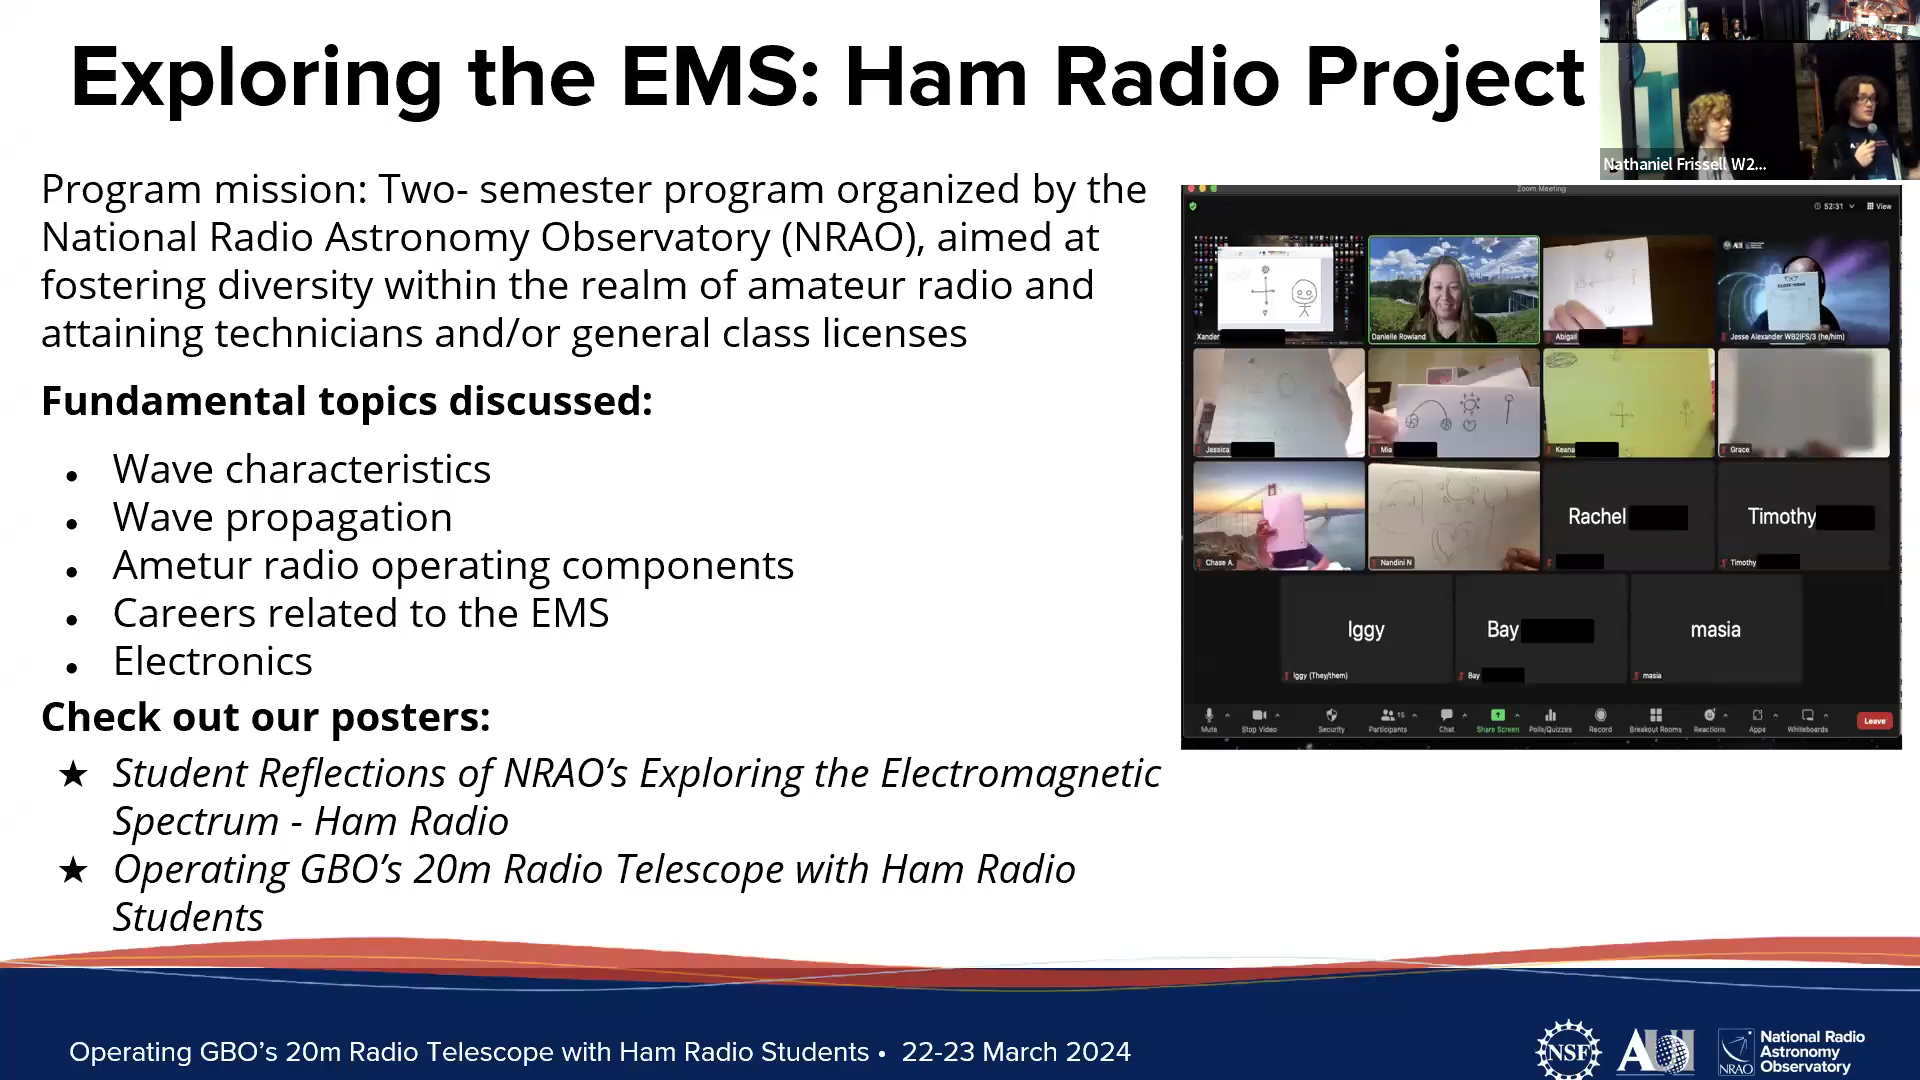 Exploring the EMS: Ham Radio Project
Nathaniel Frissell W2...
Program mission: Two- semester program organized by the
National Radio Astronomy Observatory (NRAO), aimed at
fostering diversity within the realm of amateur radio and
attaining technicians and/or general class licenses
Fundamental topics discussed:
Wave characteristics
Wave propagation
Ametur radio operating components
Careers related to the EMS
Electronics
Check out our posters:
Student Reflections of NRAO's Exploring the Electromagnetic
Spectrum - Ham Radio
Operating GBO's 20m Radio Telescope with Ham Radio
Students
Zoom Meeting
52:31
View
Xander
Danielle Rowland
Abigail
Jesse Alexander WB2IFS/3 (he/him)
Jessica
Mia
Keana
Grace
Chase A.
Nandini N
Rachel
Timothy
Timothy
Iggy
Bay
masia
Iggy (They/them)
Bay
masia
Mute
Stop Video
Security
Participants
15
Chat
Share Screen
Polls/Quizzes
Record
Breakout Rooms
Reactions
Apps
Whiteboards
Leave
Operating GBO's 20m Radio Telescope with Ham Radio Students • 22-23 March 2024
NSF
AUI
NRAO
National Radio
Astronomy
Observatory